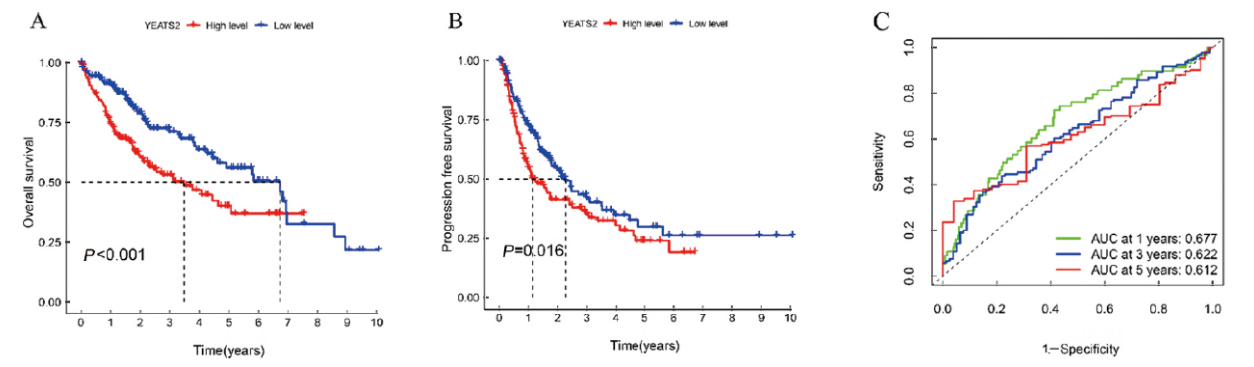 A
YEATS2 High level Low level
Overall survival
1.00
0.75
0.50
0.25
0.00
P<0.001
0 1 2 3 4 5 6 7 8 9 10
Time(years)
B
YEATS2 High level Low level
Progression free survival
1.00
0.75
0.50
0.25
0.00
P=0.016
0 1 2 3 4 5 6 7 8 9 10
Time(years)
C
Sensitivity
1.0
0.8
0.6
0.4
0.2
0.0
AUC at 1 years: 0.677
AUC at 3 years: 0.622
AUC at 5 years: 0.612
0.0 0.2 0.4 0.6 0.8 1.0
1-Specificity